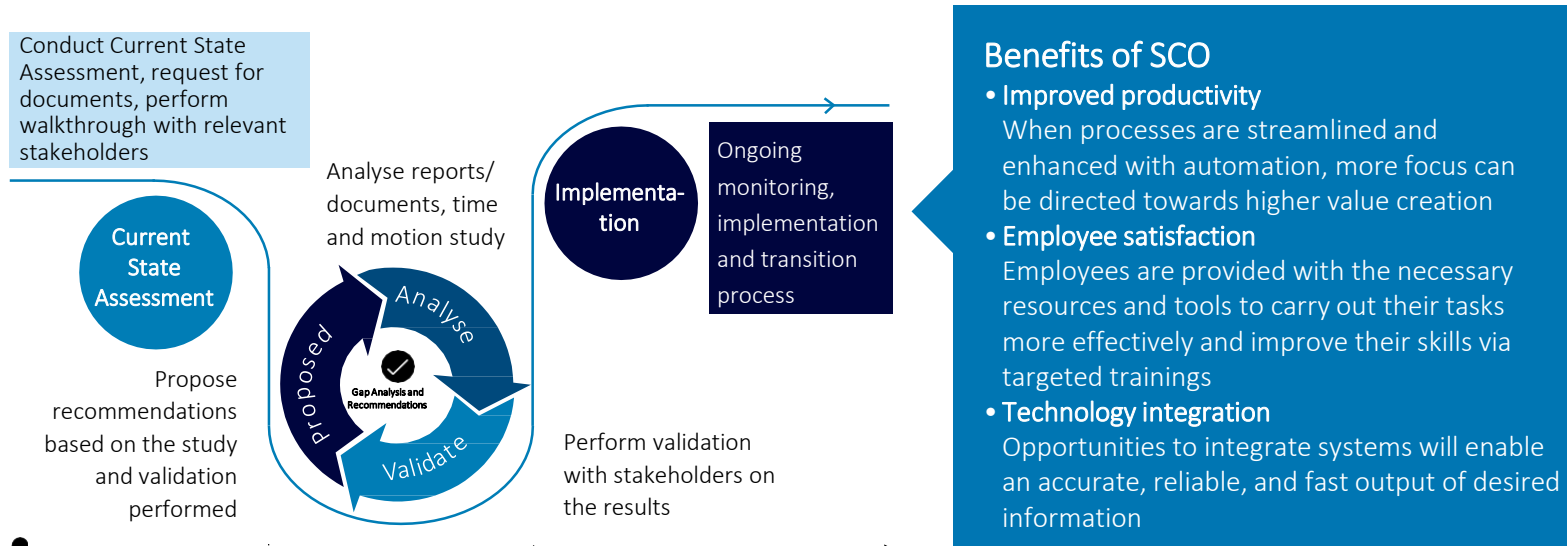 Conduct Current State
Assessment, request for
documents, perform
walkthrough with relevant
stakeholders
Current
State
Assessment
Analyse reports/
documents, time
and motion study
Analyse
Validate
Proposed
Gap Analysis and
Recommendations
Propose
recommendations
based on the study
and validation
performed
Perform validation
with stakeholders on
the results
Implementa-
tion
Ongoing
monitoring,
implementation
and transition
process
Benefits of SCO
• Improved productivity
When processes are streamlined and
enhanced with automation, more focus can
be directed towards higher value creation
• Employee satisfaction
Employees are provided with the necessary
resources and tools to carry out their tasks
more effectively and improve their skills via
targeted trainings
• Technology integration
Opportunities to integrate systems will enable
an accurate, reliable, and fast output of desired
information